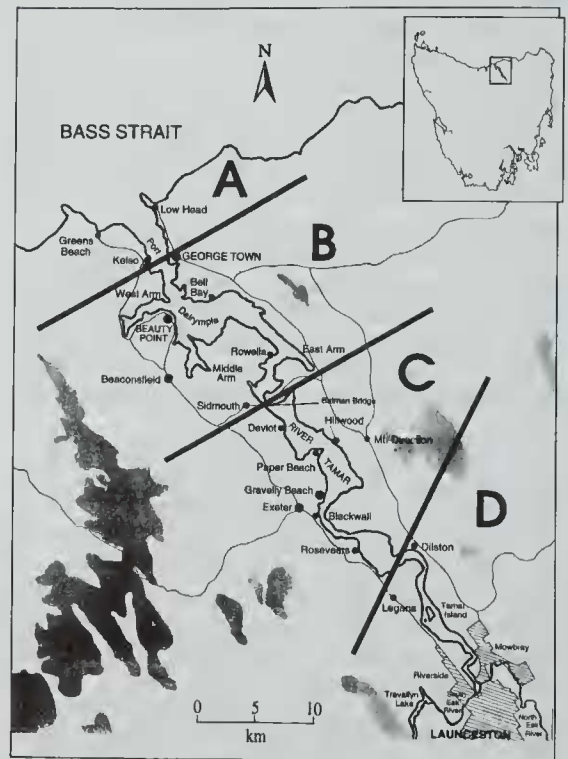 N
BASS STRAIT
A
Low Head
B
Greens
Beach
Port
Kelso
GEORGE TOWN
West Arm
Bell
Bay
Dalrymple
BEAUTY
POINT
East Arm
Rowella
C
Middle
Arm
Beaconsfield
Batman Bridge
Sidmouth
Hillwood
Deviot
RIVER
Mt. Direction
TAMAR
Paper Beach
D
Gravelly Beach
Exeter
Blackwall
Rosevears
Dilston
Legana
Tamar
Island
Mowbray
Riverside
Trevallyn
Lake
South
Esk River
North
Esk
River
LAUNCESTON
0 5 10
km